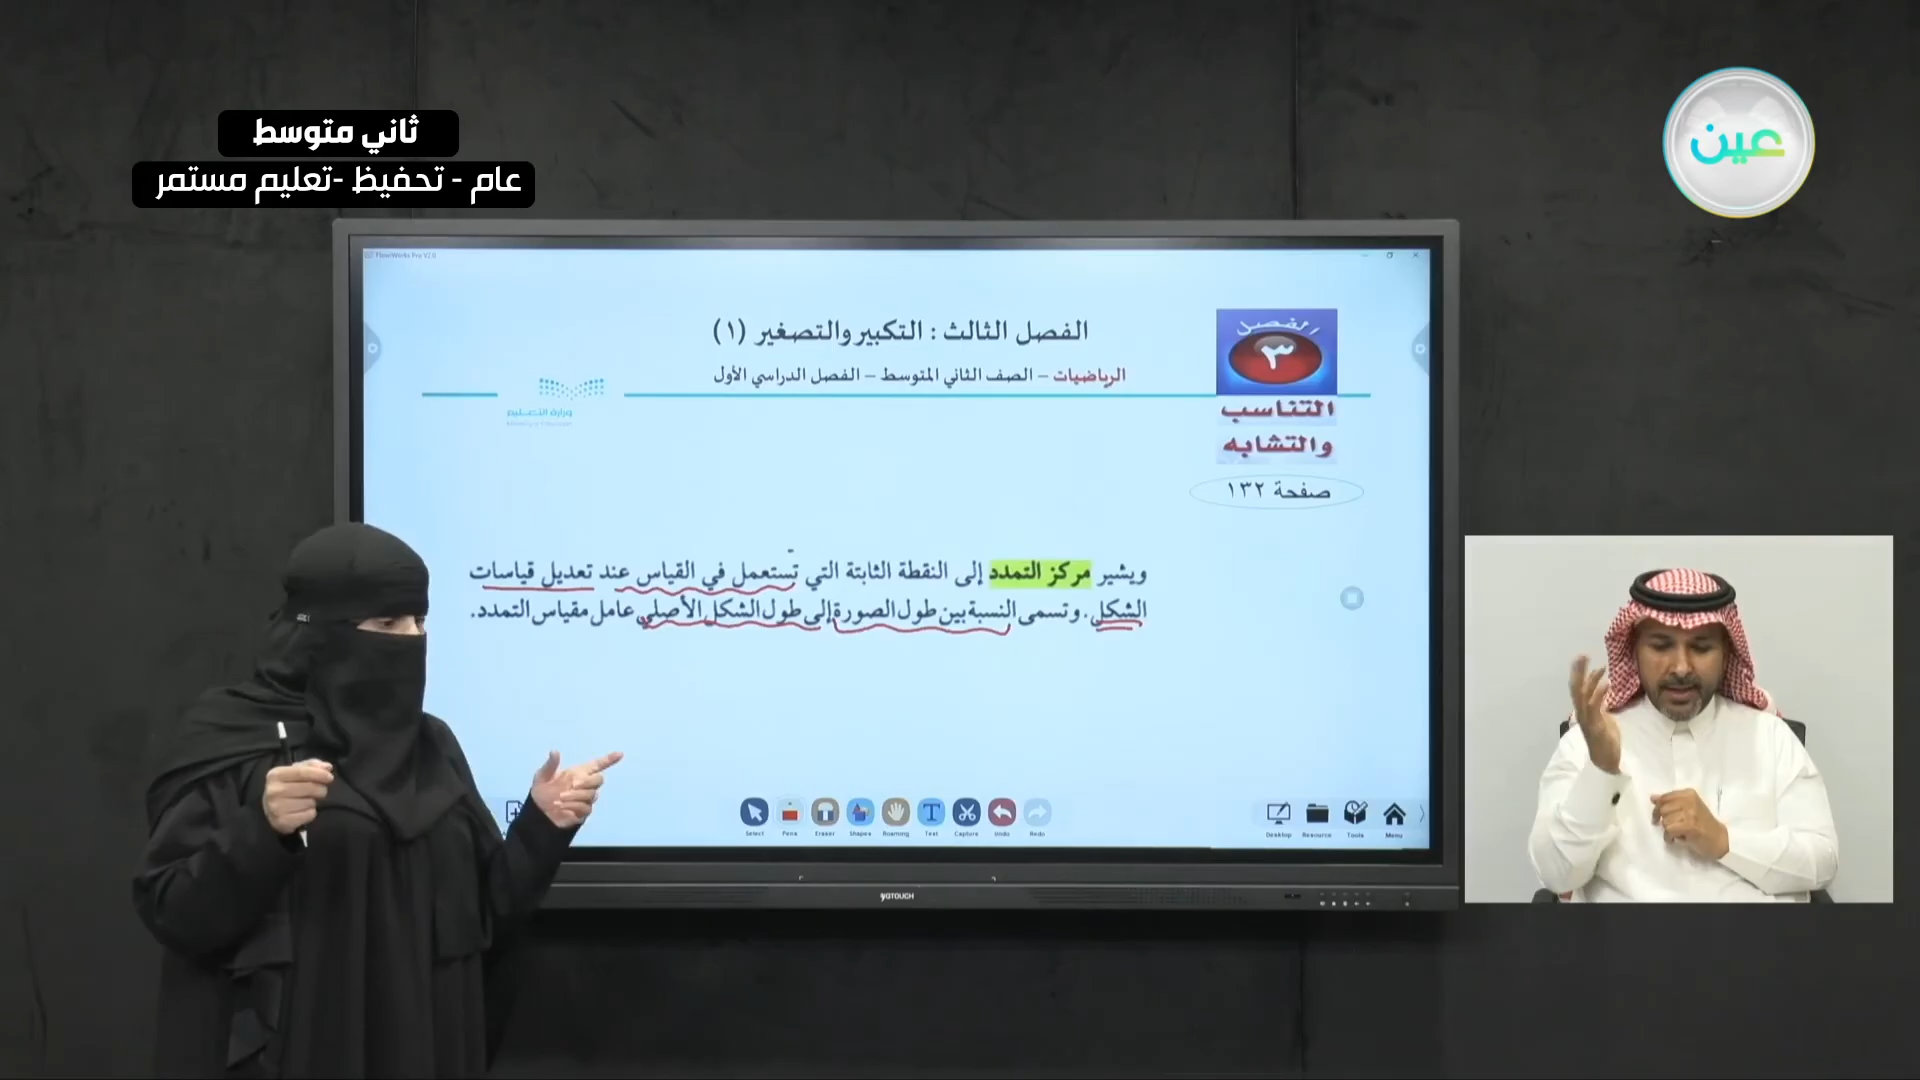 ثاني متوسط
عام - تحفيظ -تعليم مستمر
عين
الفصل
٣
التناسب
والتشابه
صفحة ١٣٢
الفصل الثالث : التكبير والتصغير (١)
الرياضيات – الصف الثاني المتوسط – الفصل الدراسي الأول
وزارة التعليم
ويشير مركز التمدد إلى النقطة الثابتة التي تُستعمل في القياس عند تعديل قياسات
الشكل. وتسمى النسبة بين طول الصورة إلى طول الشكل الأصلي عامل مقياس التمدد.
Select Pens Eraser Shapes Roaming Text Capture Undo Redo
Desktop Resource Tools Menu